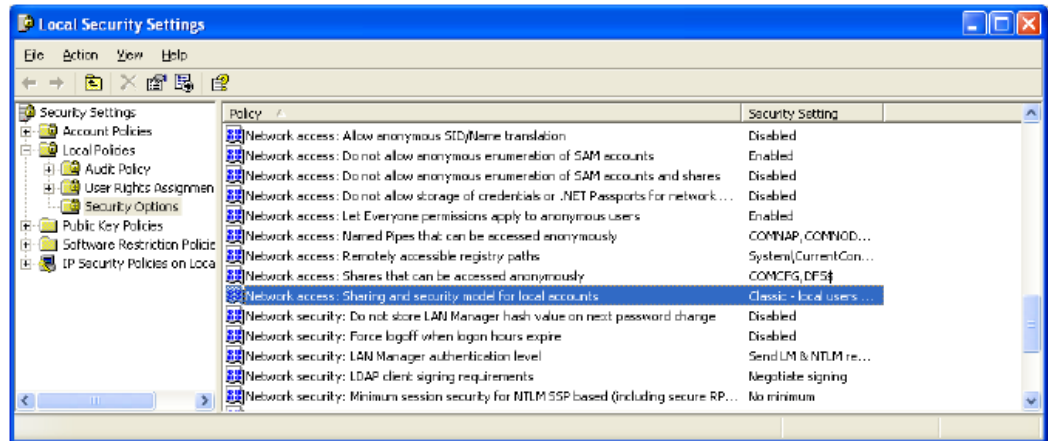 Local Security Settings
File Action View Help
Security Settings
Account Policies
Local Policies
Audit Policy
User Rights Assignmen
Security Options
Public Key Policies
Software Restriction Policie
IP Security Policies on Loca
Policy Security Setting
Network access: Allow anonymous SID/Name translation Disabled
Network access: Do not allow anonymous enumeration of SAM accounts Enabled
Network access: Do not allow anonymous enumeration of SAM accounts and shares Disabled
Network access: Do not allow storage of credentials or .NET Passports for network ... Disabled
Network access: Let Everyone permissions apply to anonymous users Enabled
Network access: Named Pipes that can be accessed anonymously COMNAP,COMNOD...
Network access: Remotely accessible registry paths System\CurrentCon...
Network access: Shares that can be accessed anonymously COMCFG,DFS$
Network access: Sharing and security model for local accounts Classic - local users ...
Network security: Do not store LAN Manager hash value on next password change Disabled
Network security: Force logoff when logon hours expire Disabled
Network security: LAN Manager authentication level Send LM & NTLM re...
Network security: LDAP client signing requirements Negotiate signing
Network security: Minimum session security for NTLM SSP based (including secure RP... No minimum